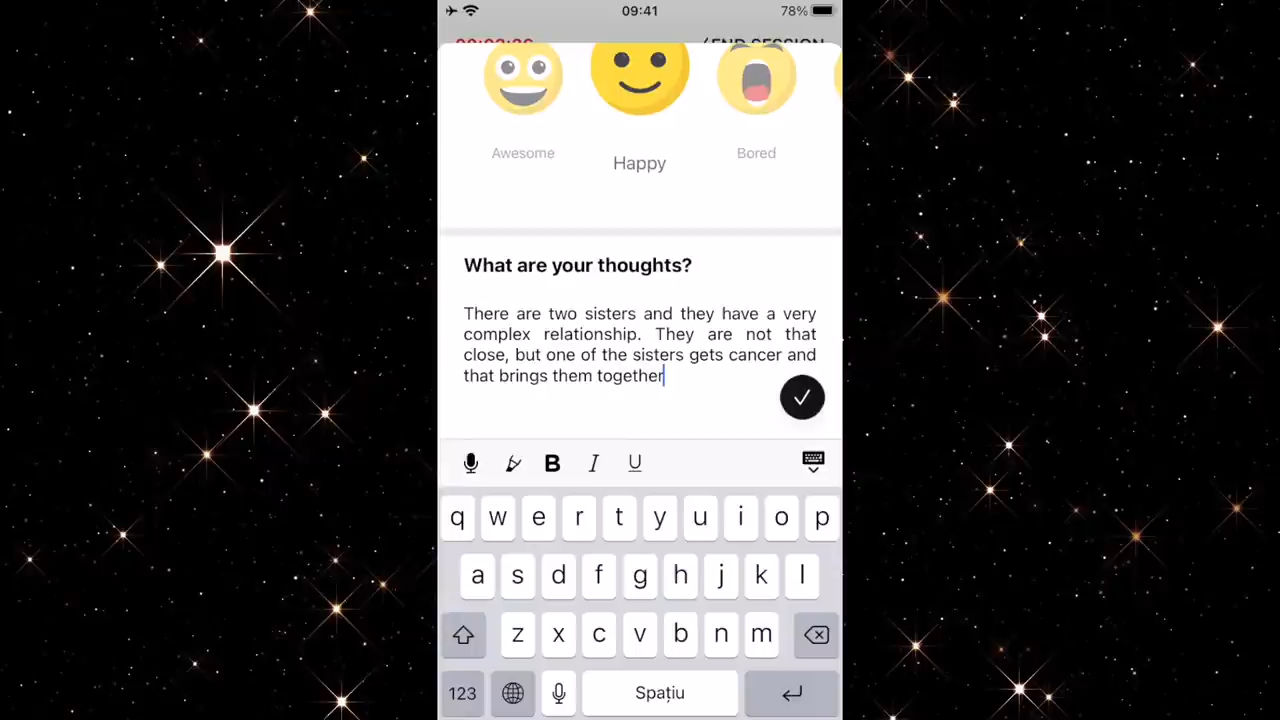 09:41
78%
Awesome
Happy
Bored
What are your thoughts?
There are two sisters and they have a very
complex relationship. They are not that
close, but one of the sisters gets cancer and
that brings them together
B I U
q w e r t y u i o p
a s d f g h j k l
z x c v b n m
123
Spațiu